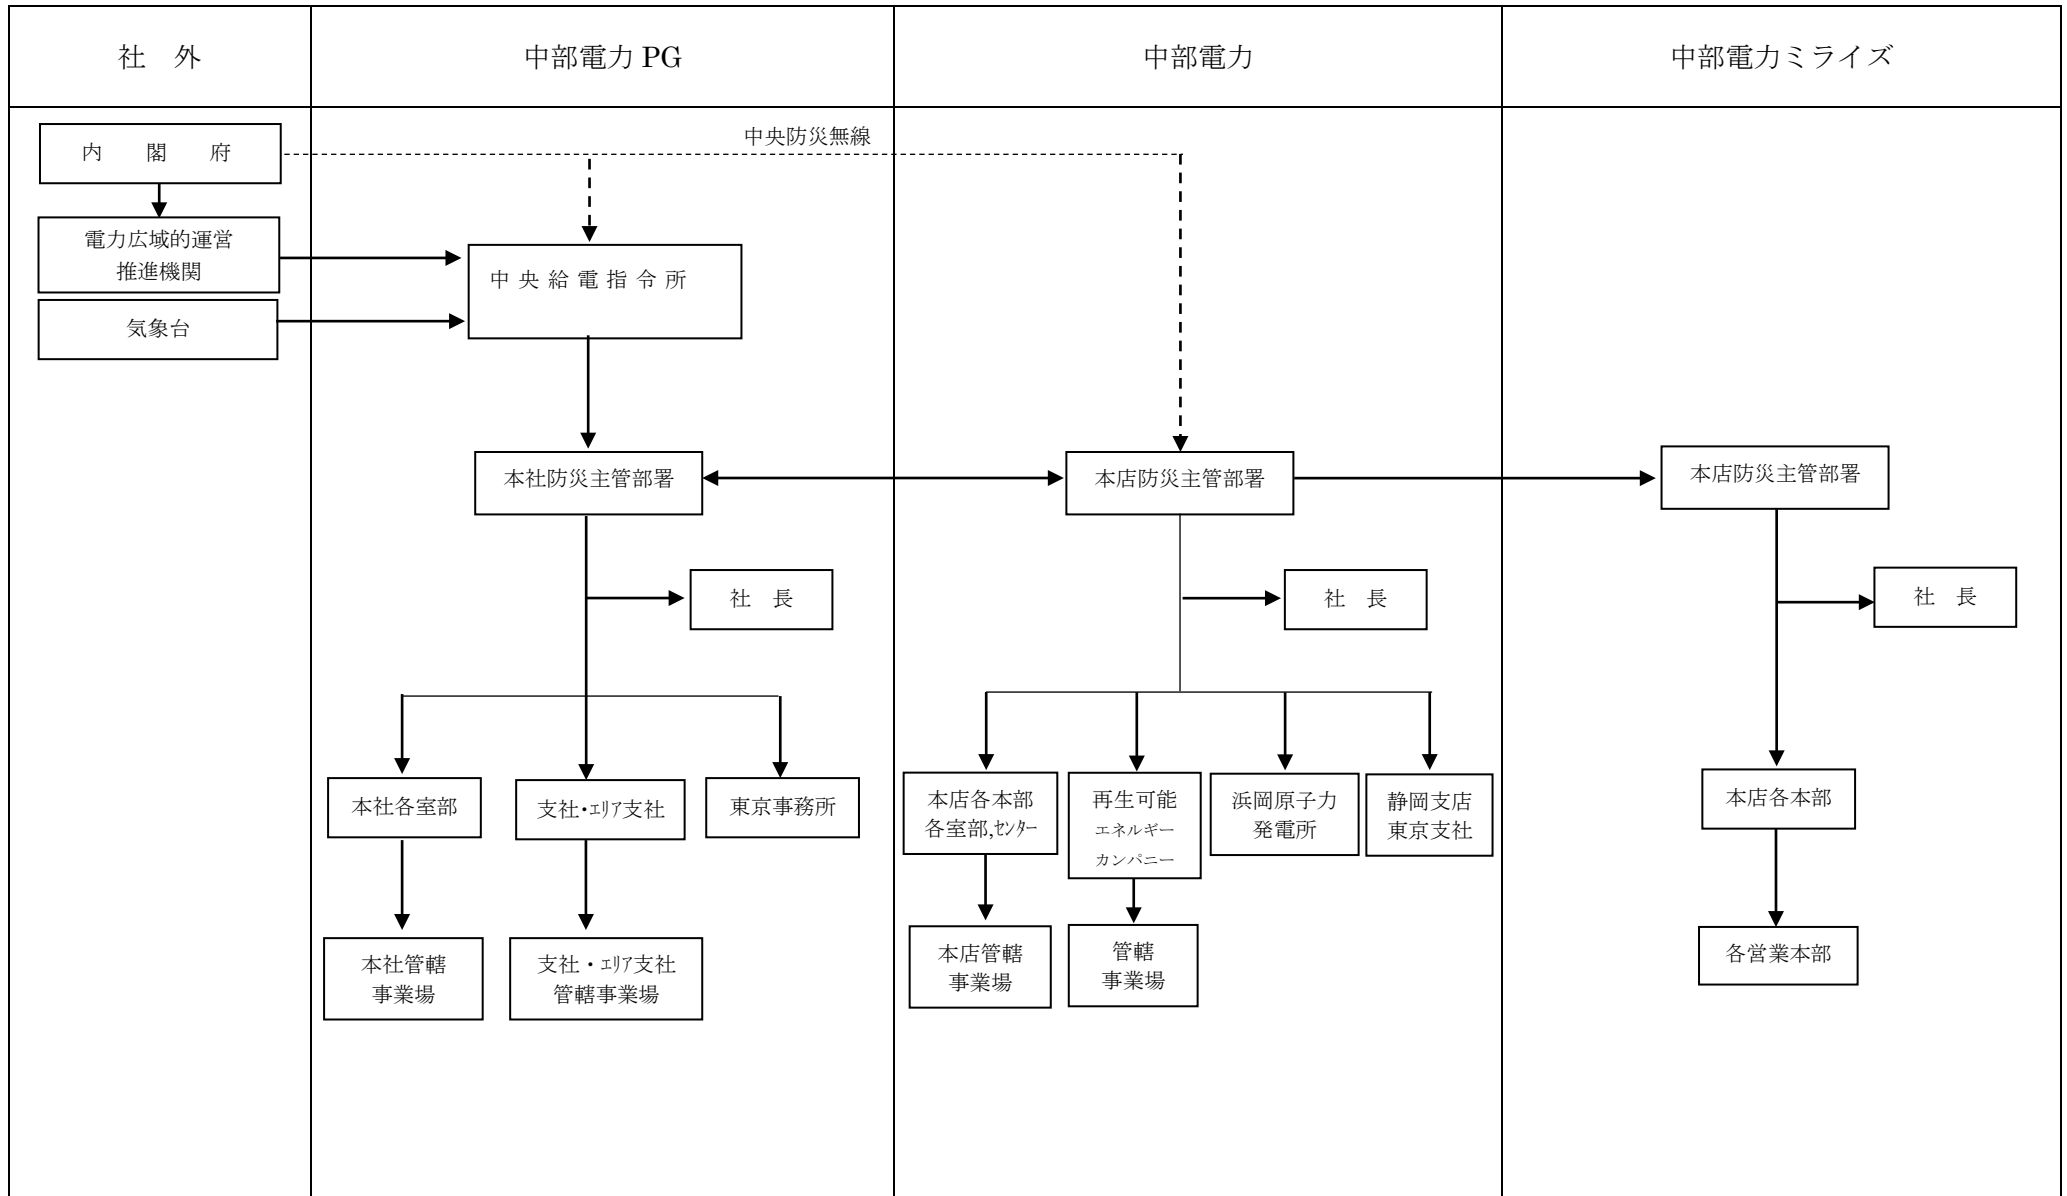 社　外
中部電力 PG
中部電力
中部電力ミライズ
内　閣　府
中央防災無線
電力広域的運営
推進機関
気象台
中央給電指令所
本社防災主管部署
本店防災主管部署
本店防災主管部署
社　長
社　長
社　長
本社各室部
支社・ｴﾘｱ支社
東京事務所
本店各本部
各室部,ｾﾝﾀｰ
再生可能
エネルギー
カンパニー
浜岡原子力
発電所
静岡支店
東京支社
本店各本部
本社管轄
事業場
支社・ｴﾘｱ支社
管轄事業場
本店管轄
事業場
管轄
事業場
各営業本部